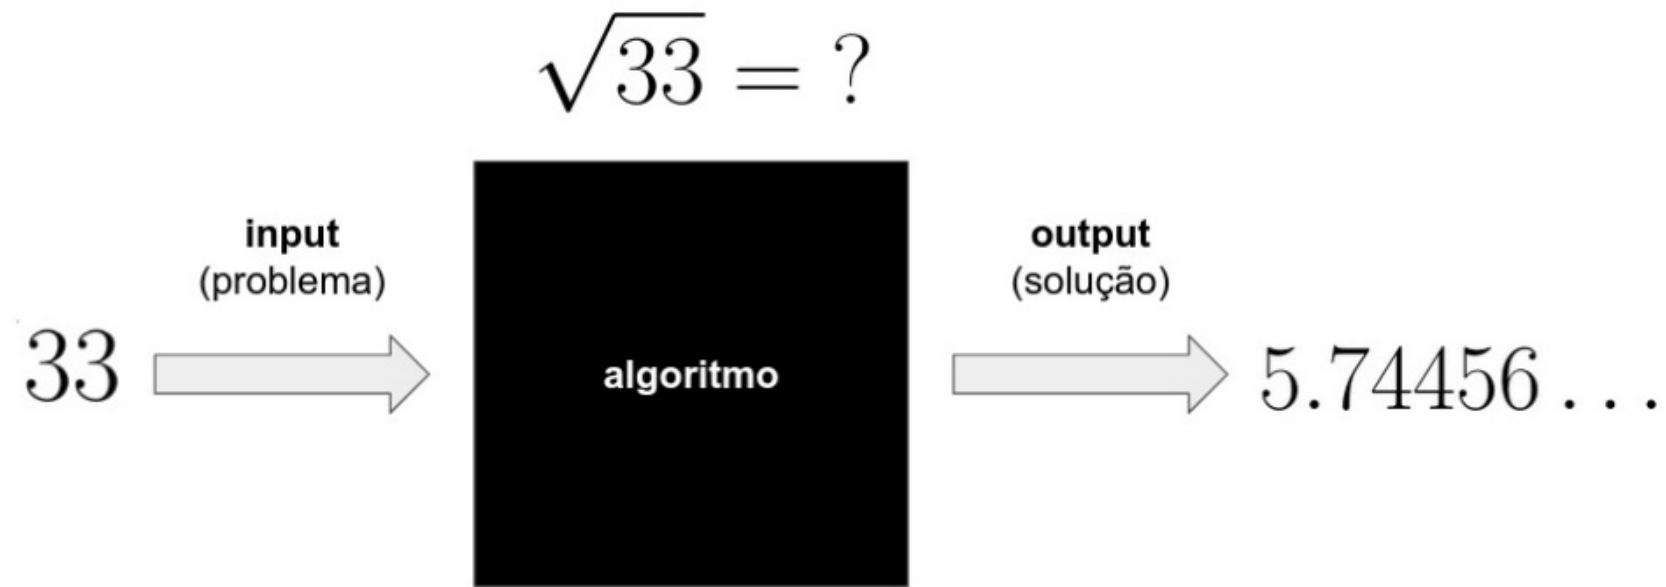 √33 = ?
input
(problema)
output
(solução)
33
algoritmo
5.74456...